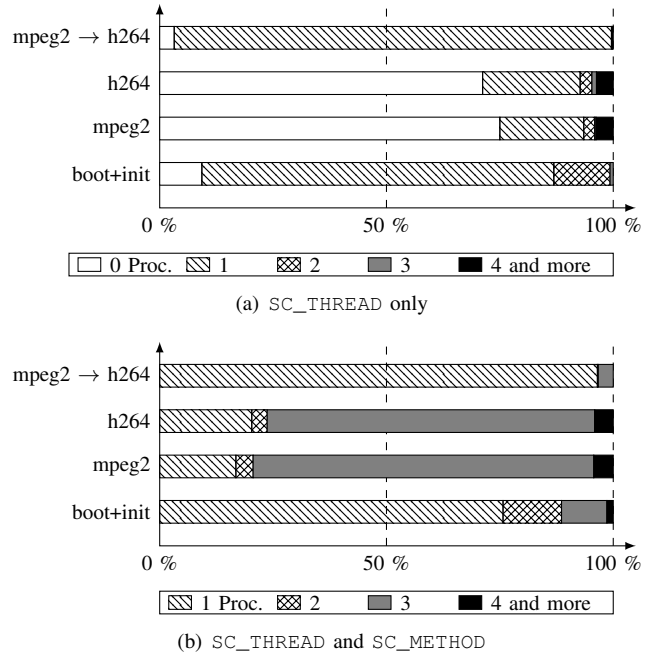 mpeg2 → h264
h264
mpeg2
boot+init
0 % 50 % 100 %
0 Proc. 1 2 3 4 and more
(a) SC_THREAD only
mpeg2 → h264
h264
mpeg2
boot+init
0 % 50 % 100 %
1 Proc. 2 3 4 and more
(b) SC_THREAD and SC_METHOD